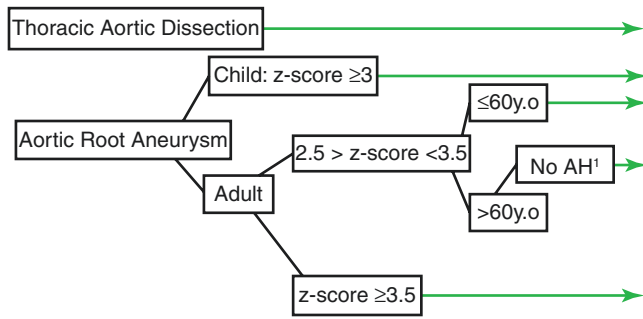 Thoracic Aortic Dissection
Child: z-score ≥3
≤60y.o
Aortic Root Aneurysm
2.5 > z-score <3.5
No AH¹
Adult
>60y.o
z-score ≥3.5